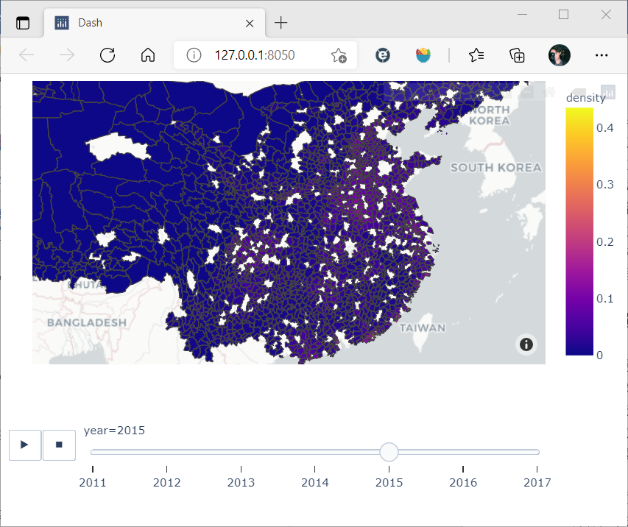 Dash
127.0.0.1:8050
density
NORTH
KOREA
SOUTH KOREA
0.4
0.3
0.2
0.1
0
BHUTA
BANGLADESH
TAIWAN
year=2015
2011 2012 2013 2014 2015 2016 2017